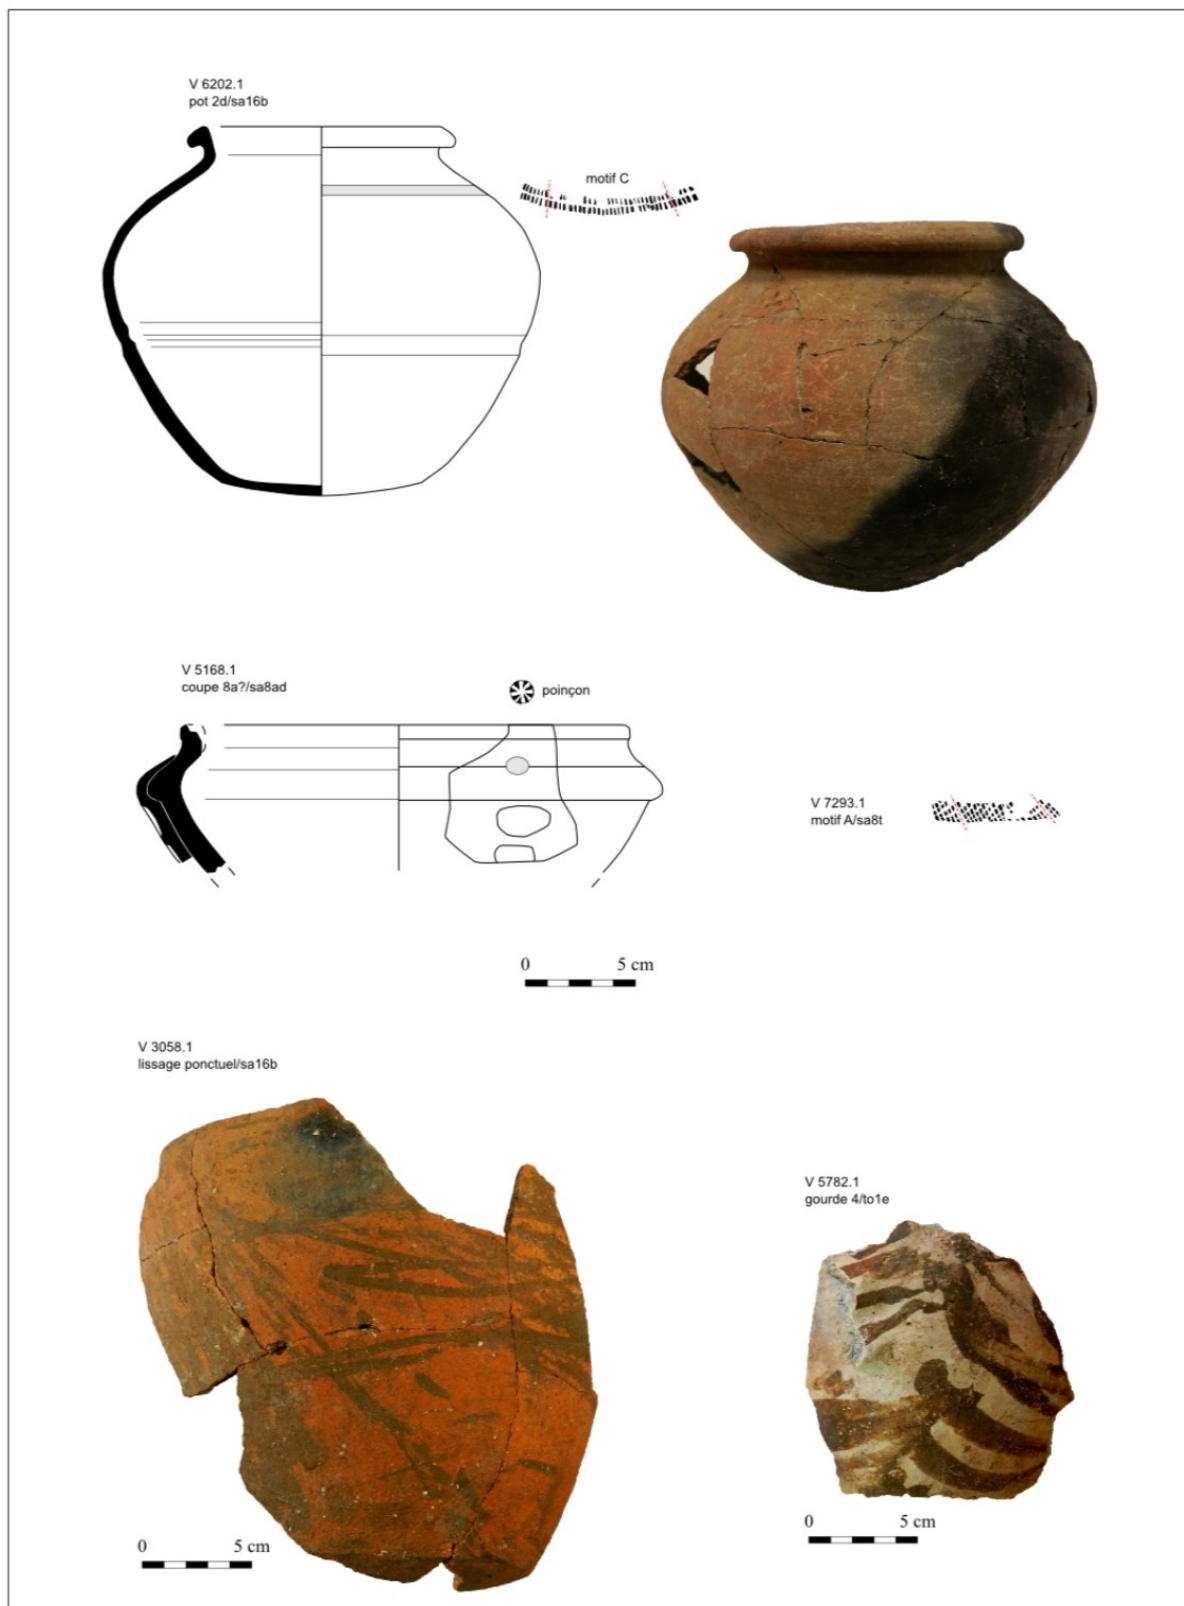 V 6202.1
pot 2d/sa16b
motif C
V 5168.1
coupe 8a?/sa8ad
poinçon
V 7293.1
motif A/sa8t
0 5 cm
V 3058.1
lissage ponctuel/sa16b
V 5782.1
gourde 4/to1e
0 5 cm
0 5 cm